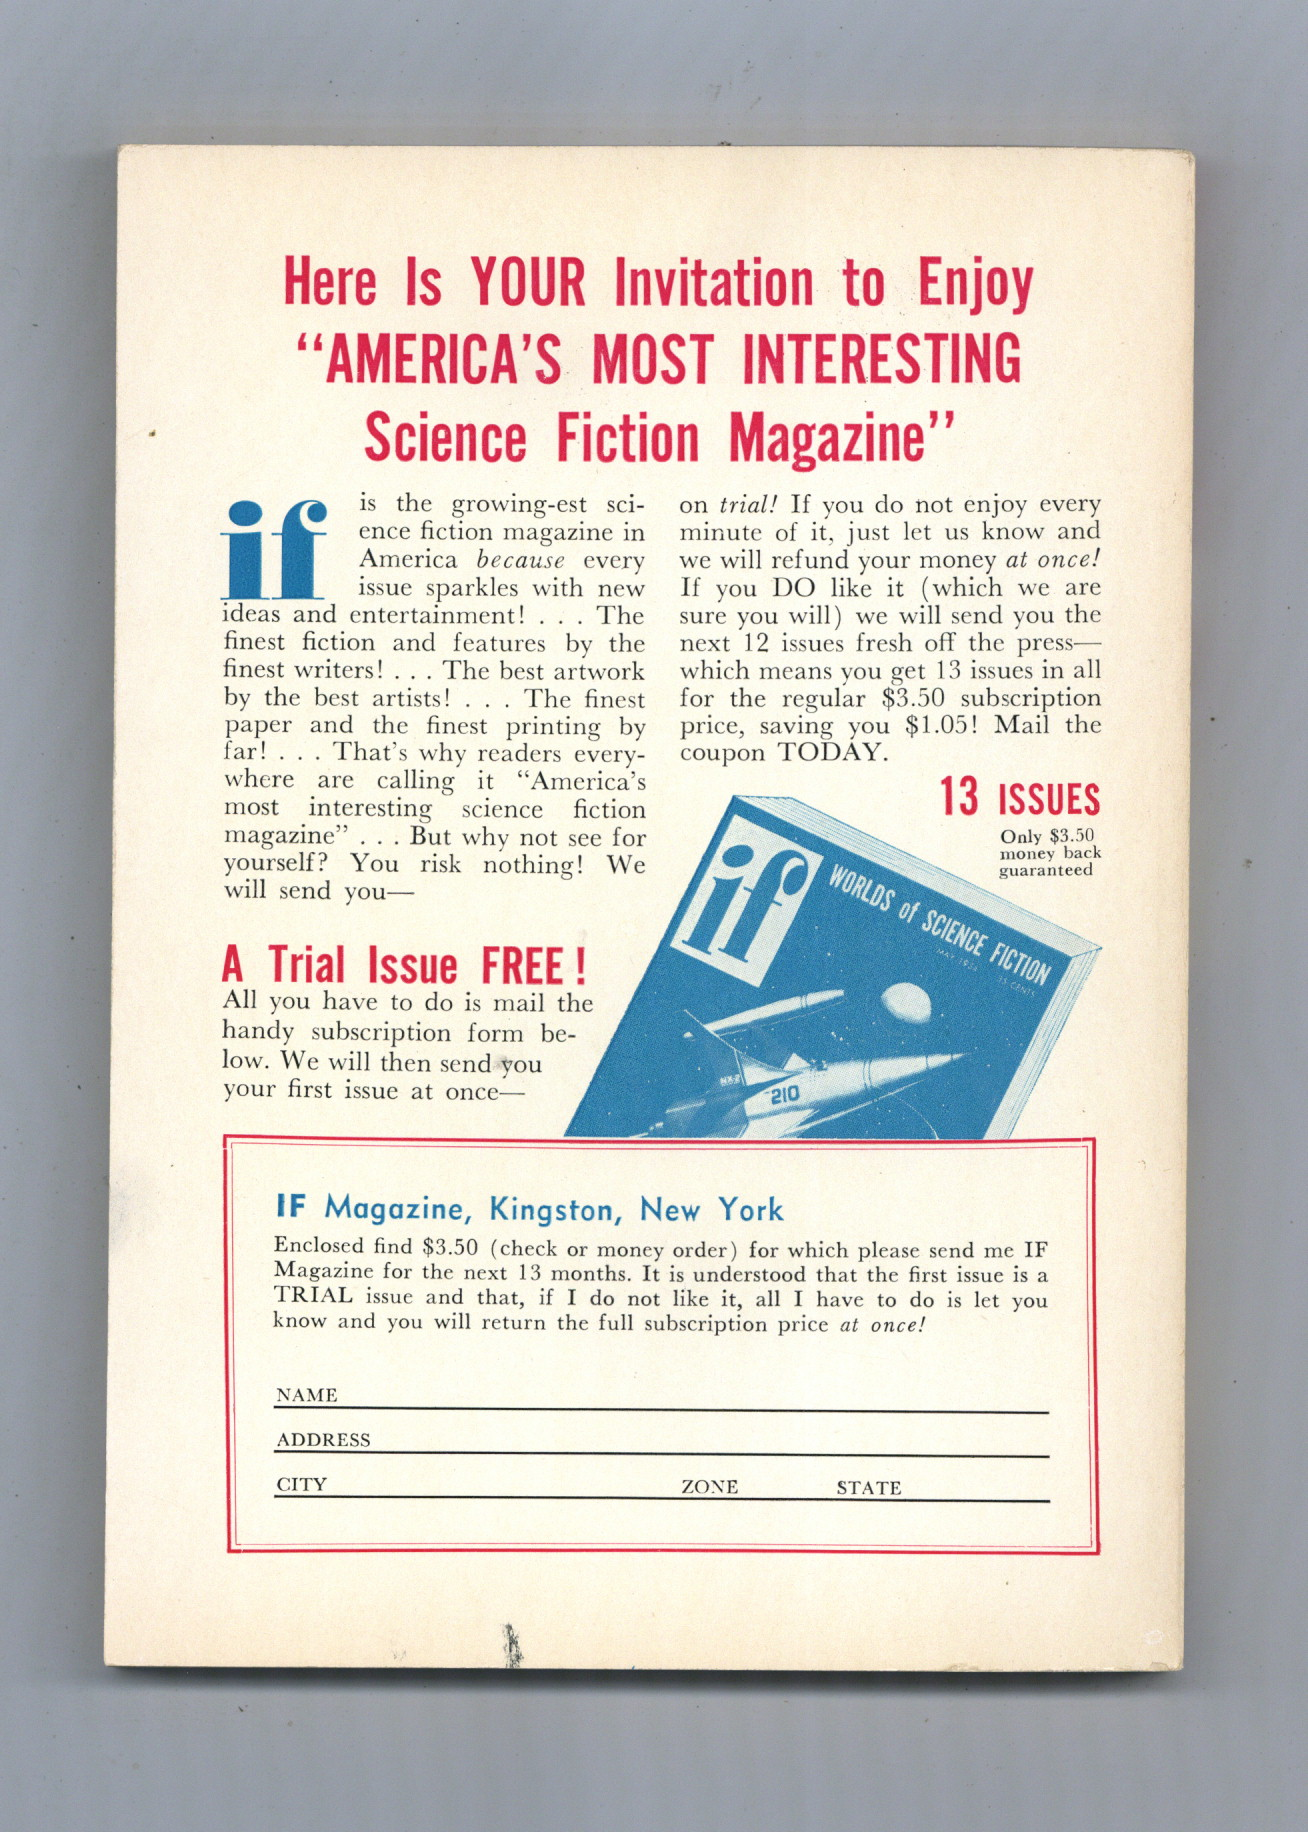 Here Is YOUR Invitation to Enjoy
“AMERICA’S MOST INTERESTING
Science Fiction Magazine”
if
is the growing-est sci-
ence fiction magazine in
America because every
issue sparkles with new
ideas and entertainment! . . . The
finest fiction and features by the
finest writers! . . . The best artwork
by the best artists! . . . The finest
paper and the finest printing by
far! . . . That’s why readers every-
where are calling it “America’s
most interesting science fiction
magazine” . . . But why not see for
yourself? You risk nothing! We
will send you—
A Trial Issue FREE!
All you have to do is mail the
handy subscription form be-
low. We will then send you
your first issue at once—
on trial! If you do not enjoy every
minute of it, just let us know and
we will refund your money at once!
If you DO like it (which we are
sure you will) we will send you the
next 12 issues fresh off the press—
which means you get 13 issues in all
for the regular $3.50 subscription
price, saving you $1.05! Mail the
coupon TODAY.
13 ISSUES
Only $3.50
money back
guaranteed
if
WORLDS of SCIENCE FICTION
MAY 1954
35 CENTS
NX-2
210
IF Magazine, Kingston, New York
Enclosed find $3.50 (check or money order) for which please send me IF
Magazine for the next 13 months. It is understood that the first issue is a
TRIAL issue and that, if I do not like it, all I have to do is let you
know and you will return the full subscription price at once!
NAME
ADDRESS
CITY ZONE STATE